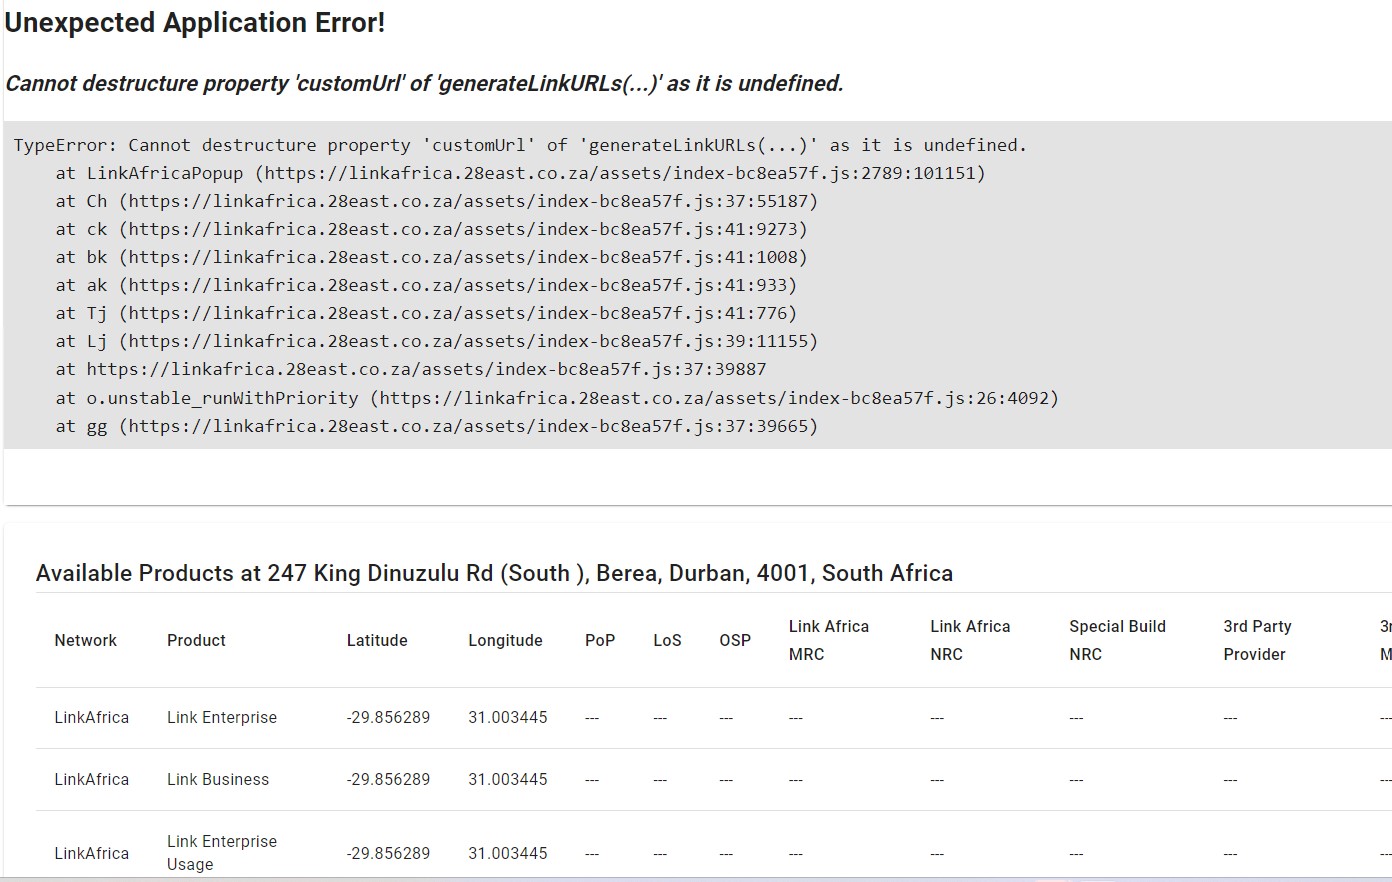 Unexpected Application Error!
Cannot destructure property 'customUrl' of 'generateLinkURLs(...)' as it is undefined.
TypeError: Cannot destructure property 'customUrl' of 'generateLinkURLs(...)' as it is undefined.
at LinkAfricaPopup (https://linkafrica.28east.co.za/assets/index-bc8ea57f.js:2789:101151)
at Ch (https://linkafrica.28east.co.za/assets/index-bc8ea57f.js:37:55187)
at ck (https://linkafrica.28east.co.za/assets/index-bc8ea57f.js:41:9273)
at bk (https://linkafrica.28east.co.za/assets/index-bc8ea57f.js:41:1008)
at ak (https://linkafrica.28east.co.za/assets/index-bc8ea57f.js:41:933)
at Tj (https://linkafrica.28east.co.za/assets/index-bc8ea57f.js:41:776)
at Lj (https://linkafrica.28east.co.za/assets/index-bc8ea57f.js:39:11155)
at https://linkafrica.28east.co.za/assets/index-bc8ea57f.js:37:39887
at o.unstable_runWithPriority (https://linkafrica.28east.co.za/assets/index-bc8ea57f.js:26:4092)
at gg (https://linkafrica.28east.co.za/assets/index-bc8ea57f.js:37:39665)
Available Products at 247 King Dinuzulu Rd (South ), Berea, Durban, 4001, South Africa
Network Product Latitude Longitude PoP LoS OSP Link Africa MRC Link Africa NRC Special Build NRC 3rd Party Provider
LinkAfrica Link Enterprise -29.856289 31.003445 --- --- --- --- --- --- --- ---
LinkAfrica Link Business -29.856289 31.003445 --- --- --- --- --- --- --- ---
LinkAfrica Link Enterprise Usage -29.856289 31.003445 --- --- --- --- --- --- --- ---